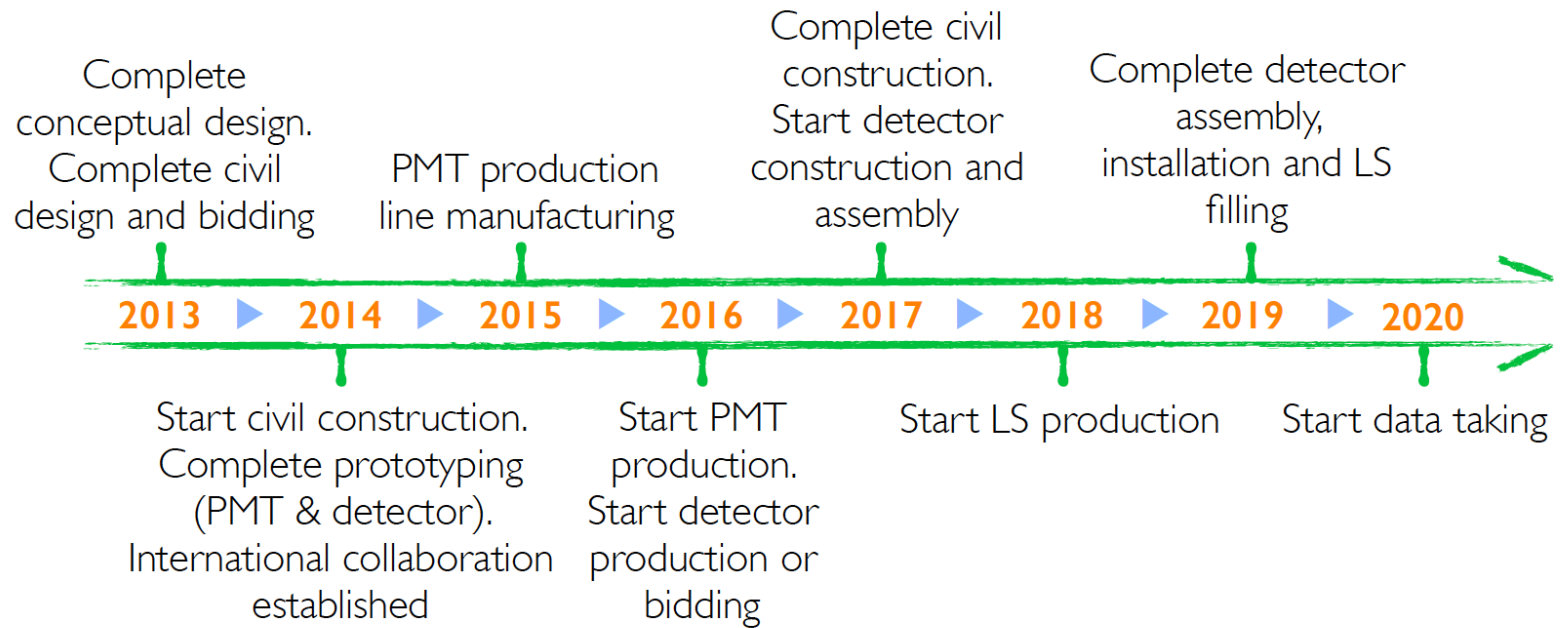 Complete
conceptual design.
Complete civil
design and bidding
PMT production
line manufacturing
Complete civil
construction.
Start detector
construction and
assembly
Complete detector
assembly,
installation and LS
filling
2013 2014 2015 2016 2017 2018 2019 2020
Start civil construction.
Complete prototyping
(PMT & detector).
International collaboration
established
Start PMT
production.
Start detector
production or
bidding
Start LS production
Start data taking